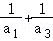 1/a₁ + 1/a₃